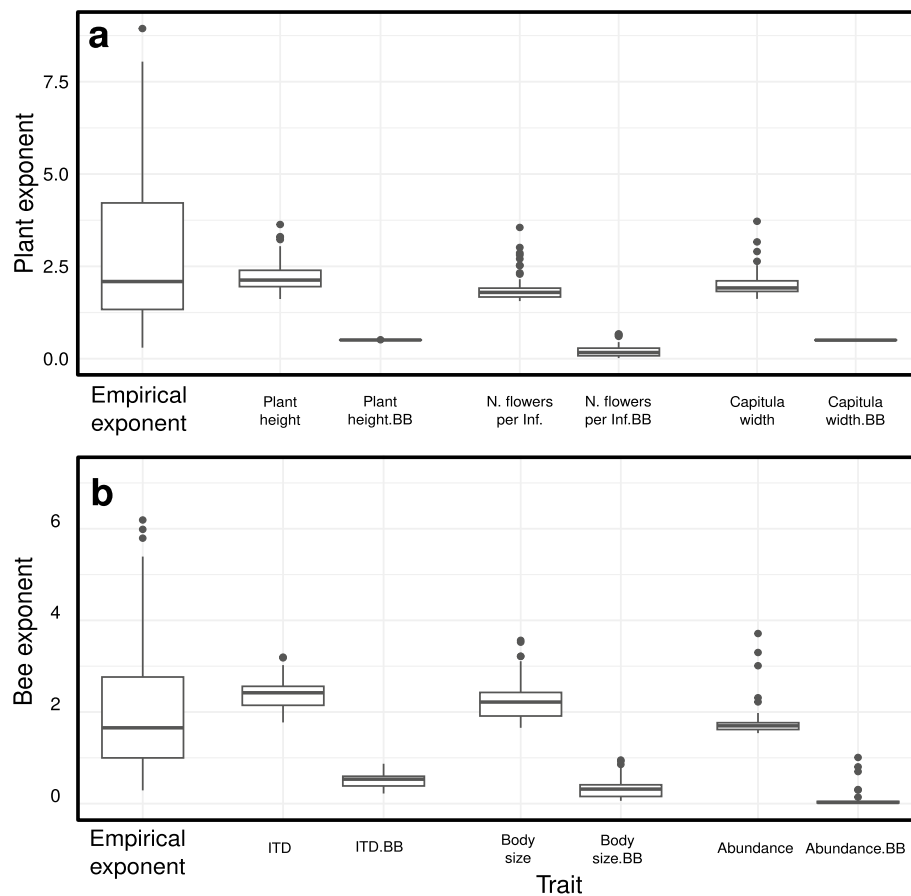 a
7.5
5.0
2.5
0.0
Plant exponent
Empirical
exponent
Plant
height
Plant
height.BB
N. flowers
per Inf.
N. flowers
per Inf.BB
Capitula
width
Capitula
width.BB
b
6
4
2
0
Bee exponent
Empirical
exponent
ITD
ITD.BB
Body
size
Body
size.BB
Abundance
Abundance.BB
Trait